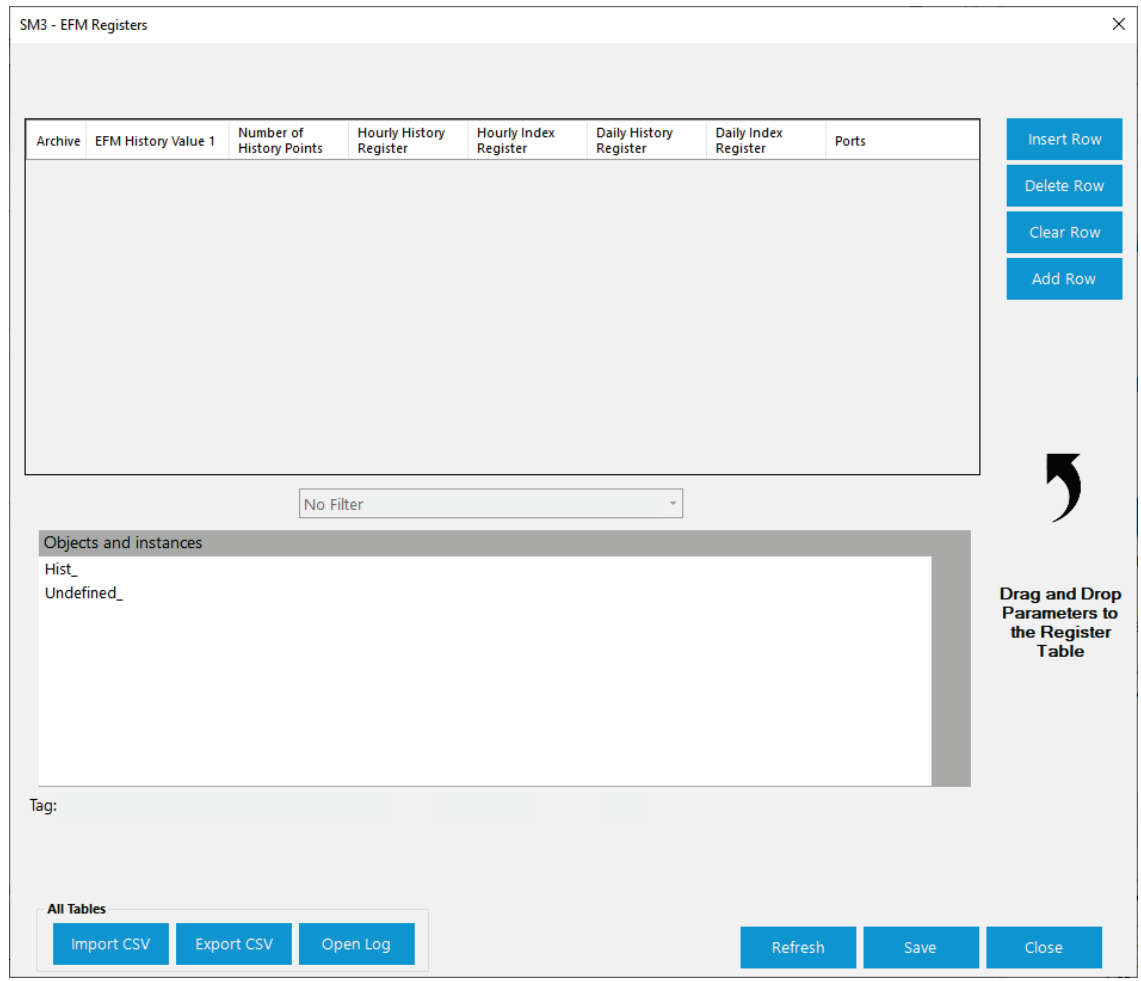 SM3 - EFM Registers
Archive EFM History Value 1 Number of History Points Hourly History Register Hourly Index Register Daily History Register Daily Index Register Ports
Insert Row
Delete Row
Clear Row
Add Row
No Filter
Objects and instances
Hist_
Undefined_
Drag and Drop
Parameters to
the Register
Table
Tag:
All Tables
Import CSV Export CSV Open Log
Refresh Save Close